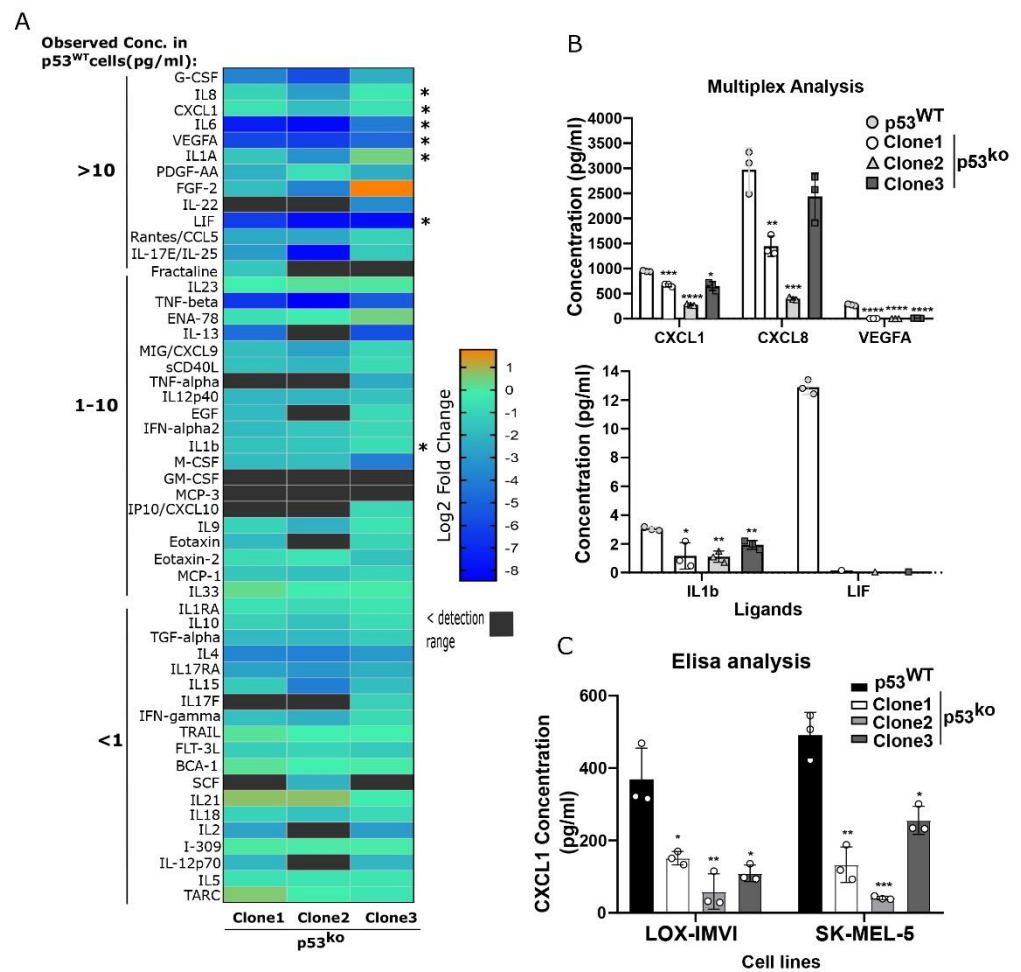 A
Observed Conc. in
p53WTcells(pg/ml):
>10
G-CSF
IL8 *
CXCL1 *
IL6 *
VEGFA *
IL1A *
PDGF-AA
FGF-2
IL-22
LIF *
Rantes/CCL5
IL-17E/IL-25
Fractaline
1-10
IL23
TNF-beta
ENA-78
IL-13
MIG/CXCL9
sCD40L
TNF-alpha
IL12p40
EGF
IFN-alpha2
IL1b *
M-CSF
GM-CSF
MCP-3
IP10/CXCL10
IL9
Eotaxin
Eotaxin-2
MCP-1
IL33
<1
IL1RA
IL10
TGF-alpha
IL4
IL17RA
IL15
IL17F
IFN-gamma
TRAIL
FLT-3L
BCA-1
SCF
IL21
IL18
IL2
I-309
IL-12p70
IL5
TARC
Clone1 Clone2 Clone3
p53ko
Log2 Fold Change
1
0
-1
-2
-3
-4
-5
-6
-7
-8
< detection
range
B
Multiplex Analysis
p53WT
Clone1
Clone2
Clone3
p53ko
Concentration (pg/ml)
4000
3500
3000
2500
2000
1500
1000
500
0
*** **** * ** *** **** **** ****
CXCL1 CXCL8 VEGFA
Concentration (pg/ml)
14
12
10
8
6
4
2
0
* ** **
IL1b LIF
Ligands
C
Elisa analysis
p53WT
Clone1
Clone2
Clone3
p53ko
CXCL1 Concentration
(pg/ml)
600
400
200
0
* ** * ** *** *
LOX-IMVI SK-MEL-5
Cell lines